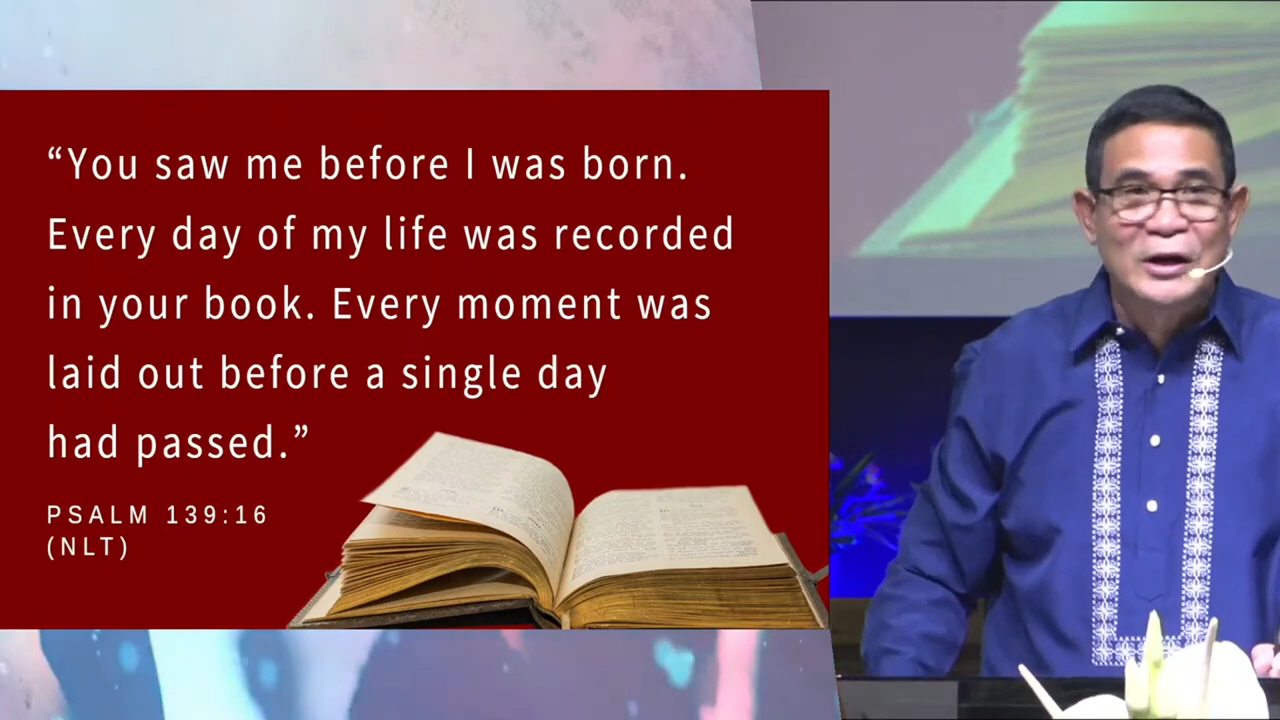 “You saw me before I was born.
Every day of my life was recorded
in your book. Every moment was
laid out before a single day
had passed.”
PSALM 139:16
(NLT)